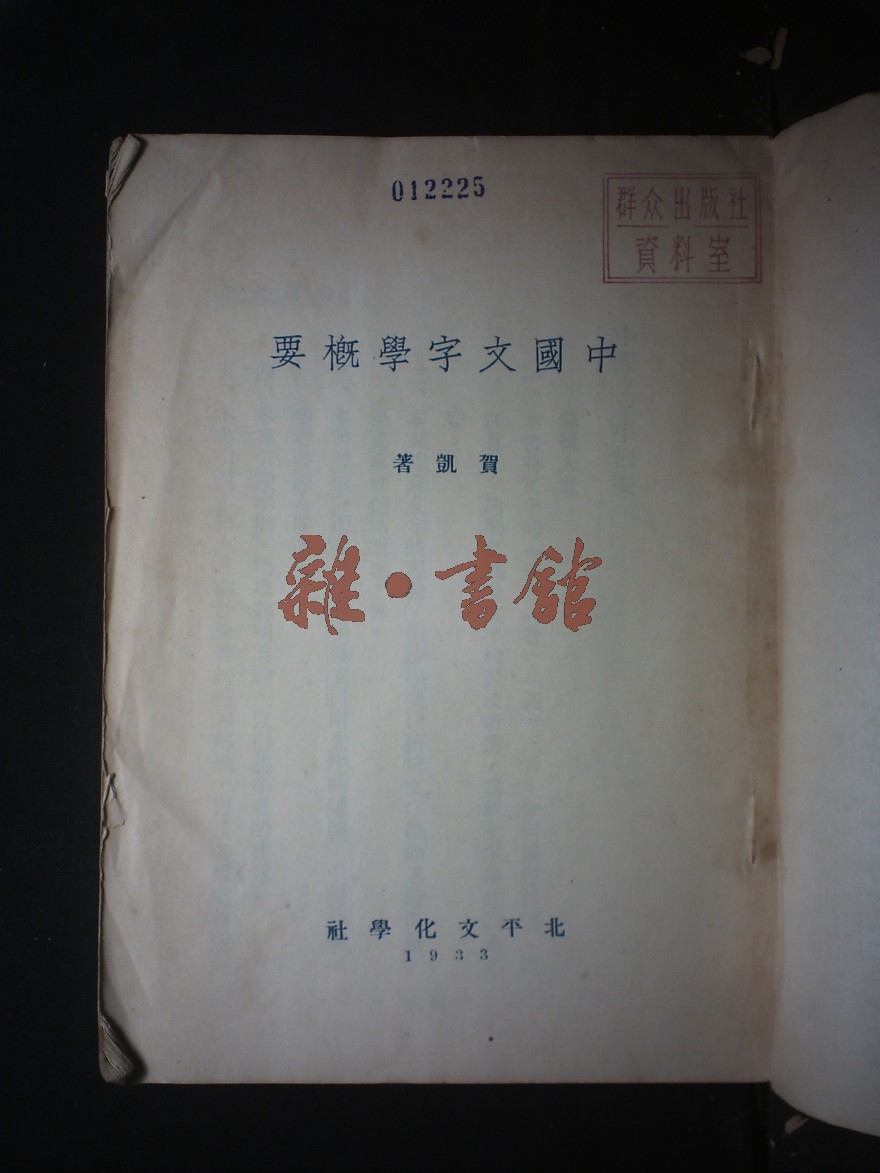 012225
群众出版社
資料室
中國文字學槪要
賀凱著
雜·書館
北平文化學社
1933